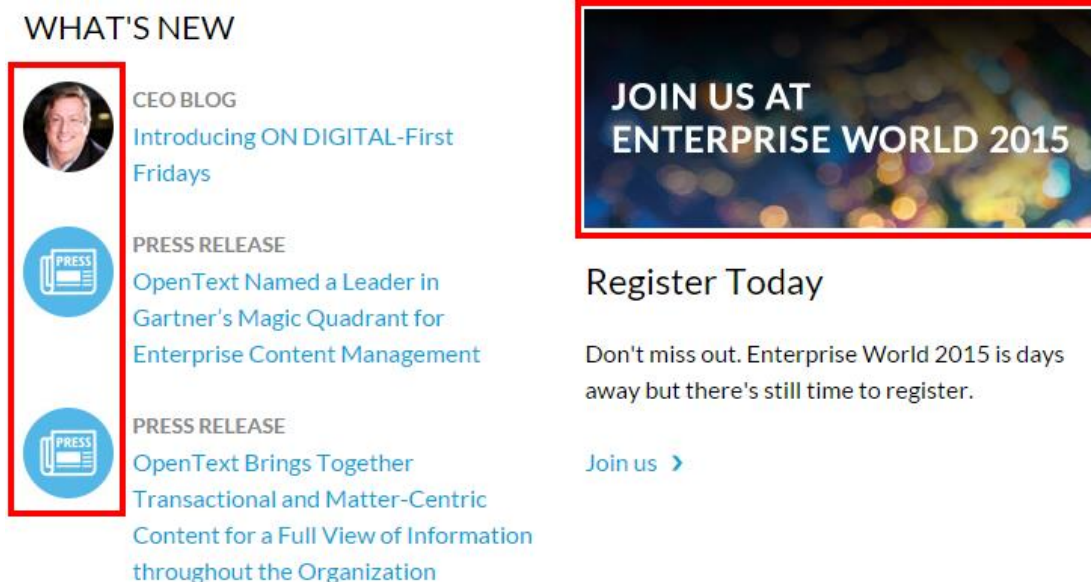 WHAT'S NEW
CEO BLOG
Introducing ON DIGITAL-First
Fridays
PRESS
PRESS RELEASE
OpenText Named a Leader in
Gartner’s Magic Quadrant for
Enterprise Content Management
PRESS
PRESS RELEASE
OpenText Brings Together
Transactional and Matter-Centric
Content for a Full View of Information
throughout the Organization
JOIN US AT
ENTERPRISE WORLD 2015
Register Today
Don't miss out. Enterprise World 2015 is days
away but there's still time to register.
Join us ›